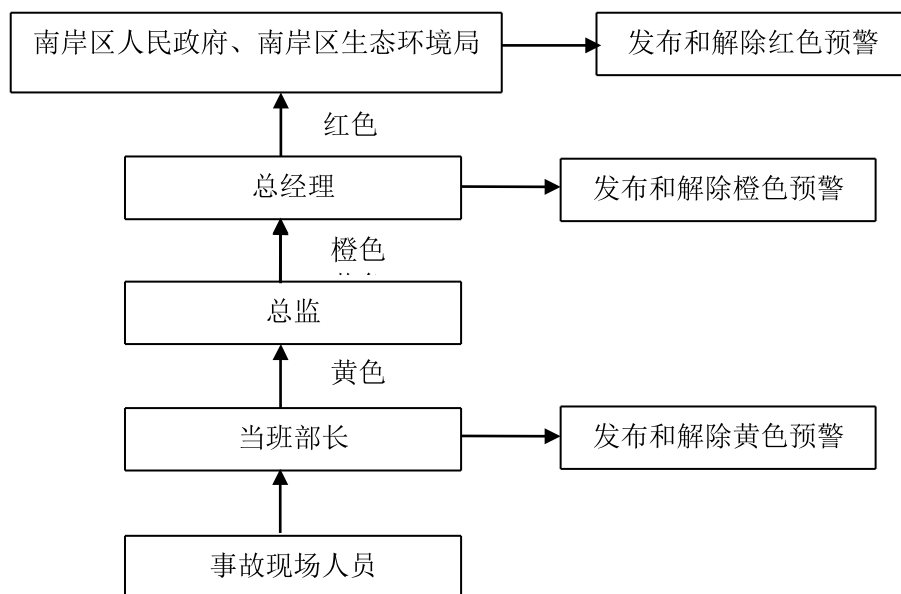 南岸区人民政府、南岸区生态环境局
发布和解除红色预警
红色
总经理
发布和解除橙色预警
橙色
总监
黄色
当班部长
发布和解除黄色预警
事故现场人员